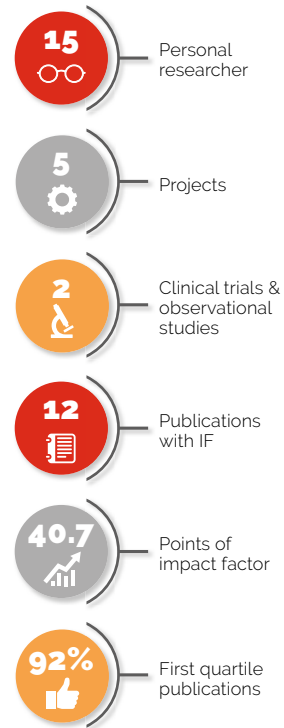 15
Personal
researcher
5
Projects
2
Clinical trials &
observational
studies
12
Publications
with IF
40.7
Points of
impact factor
92%
First quartile
publications